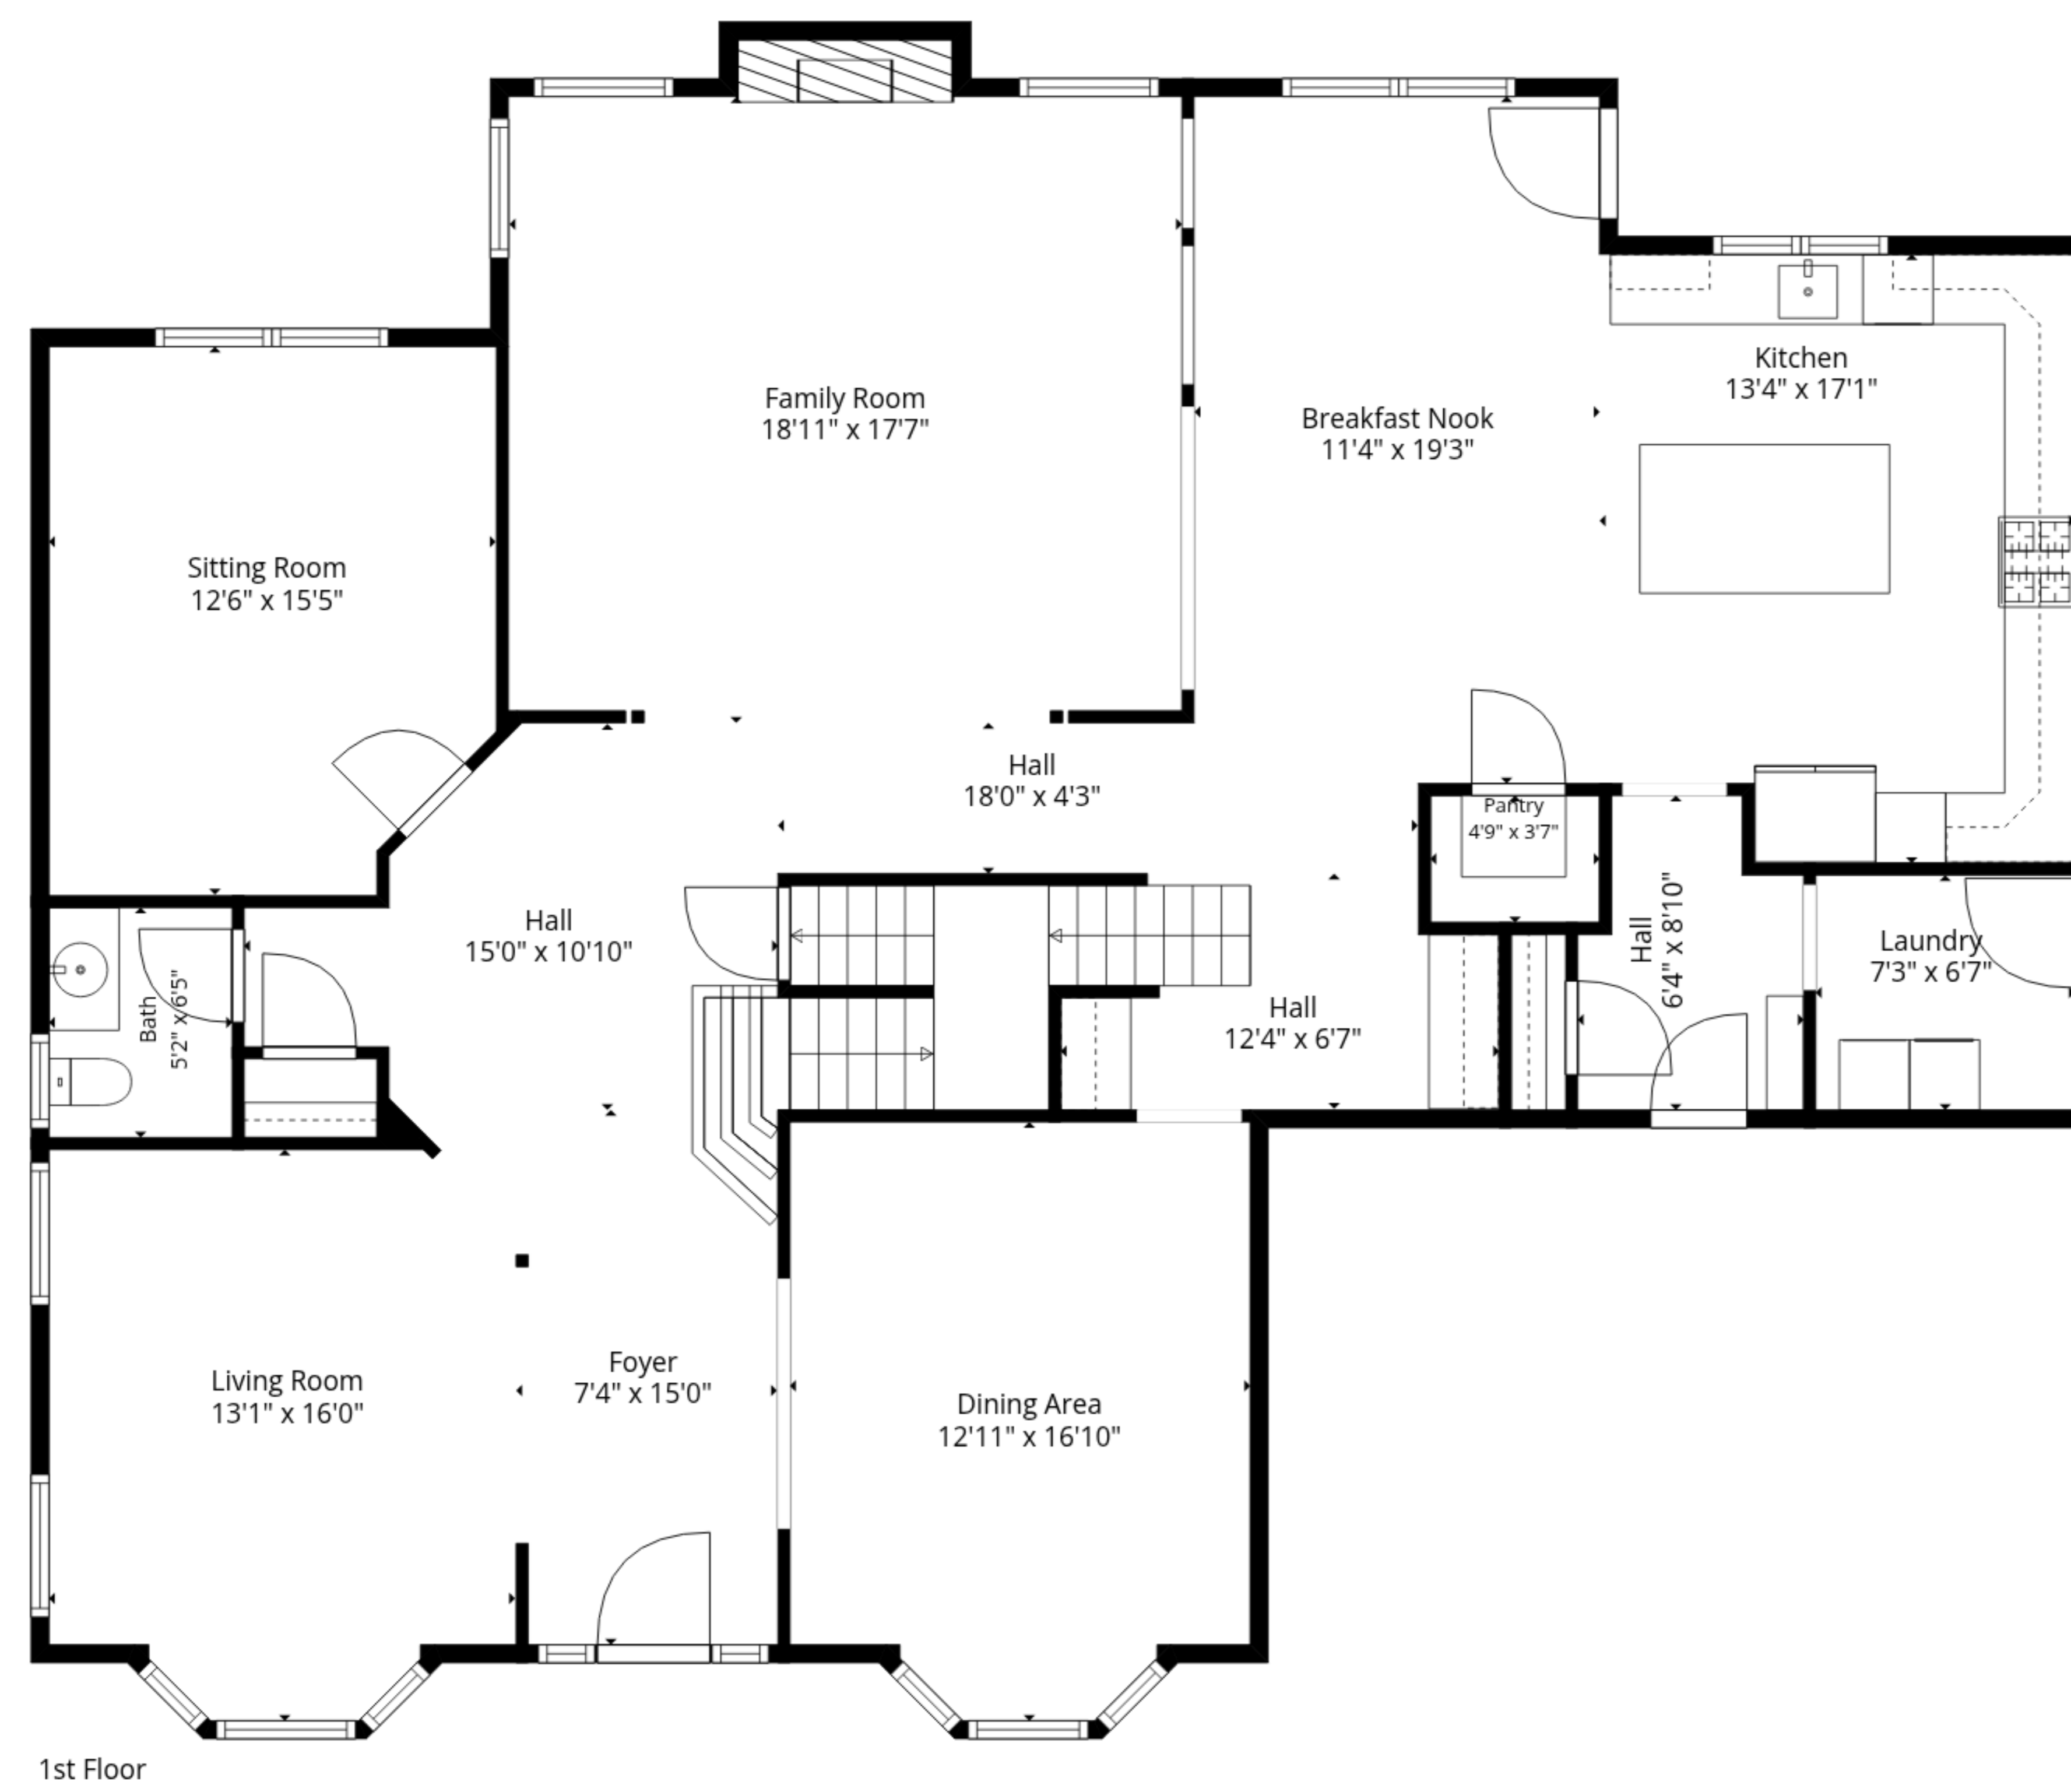 Family Room
18'11" x 17'7"
Kitchen
13'4" x 17'1"
Breakfast Nook
11'4" x 19'3"
Sitting Room
12'6" x 15'5"
Hall
18'0" x 4'3"
Pantry
4'9" x 3'7"
Hall
15'0" x 10'10"
Hall
6'4" x 8'10"
Laundry
7'3" x 6'7"
Bath
5'2" x 6'5"
Hall
12'4" x 6'7"
Living Room
13'1" x 16'0"
Foyer
7'4" x 15'0"
Dining Area
12'11" x 16'10"
1st Floor